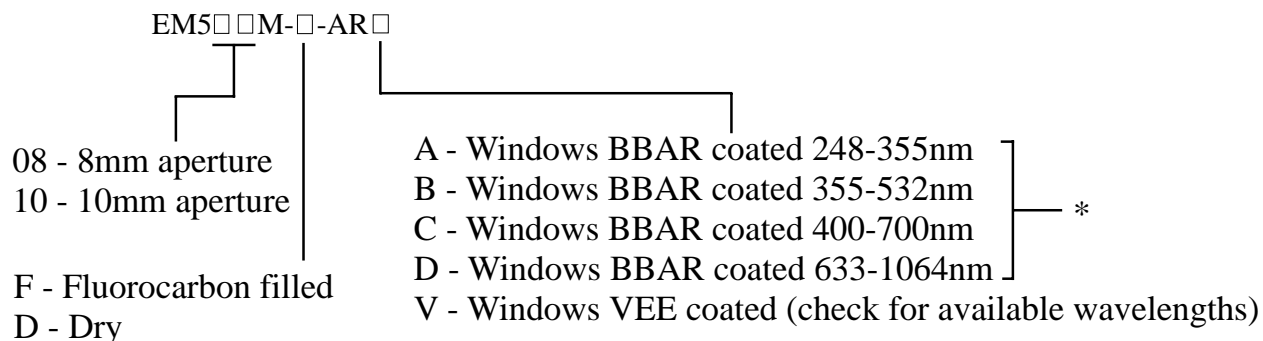 EM5□□M-□-AR□
08 - 8mm aperture
10 - 10mm aperture
F - Fluorocarbon filled
D - Dry
A - Windows BBAR coated 248-355nm
B - Windows BBAR coated 355-532nm
C - Windows BBAR coated 400-700nm
D - Windows BBAR coated 633-1064nm
*
V - Windows VEE coated (check for available wavelengths)